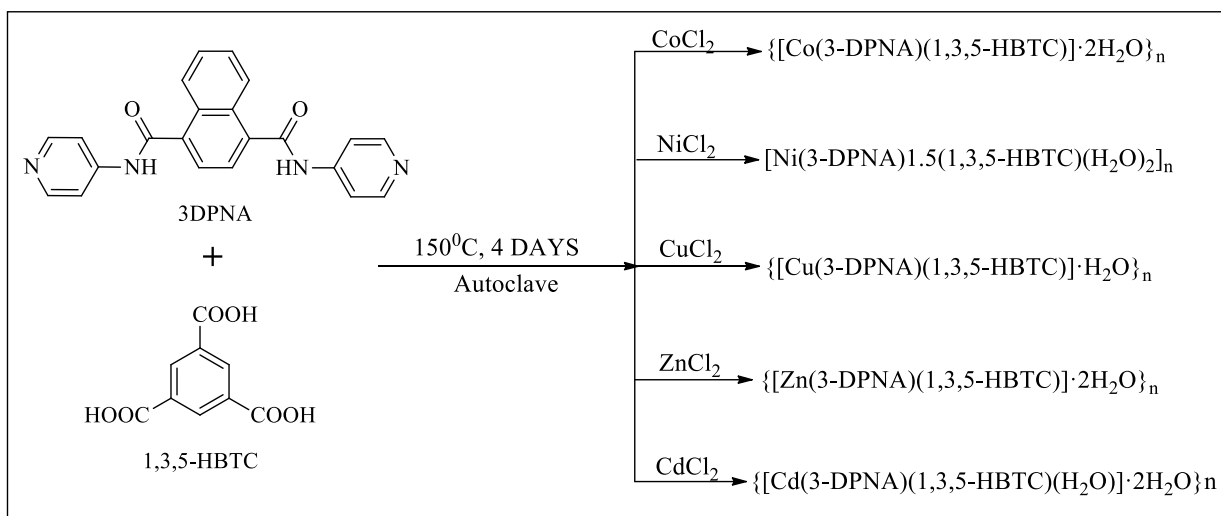 O
O
N
NH
NH
N
3DPNA
+
COOH
HOOC
COOH
1,3,5-HBTC
150⁰C, 4 DAYS
Autoclave
CoCl₂
{[Co(3-DPNA)(1,3,5-HBTC)]·2H₂O}ₙ
NiCl₂
[Ni(3-DPNA)1.5(1,3,5-HBTC)(H₂O)₂]ₙ
CuCl₂
{[Cu(3-DPNA)(1,3,5-HBTC)]·H₂O}ₙ
ZnCl₂
{[Zn(3-DPNA)(1,3,5-HBTC)]·2H₂O}ₙ
CdCl₂
{[Cd(3-DPNA)(1,3,5-HBTC)(H₂O)]·2H₂O}n